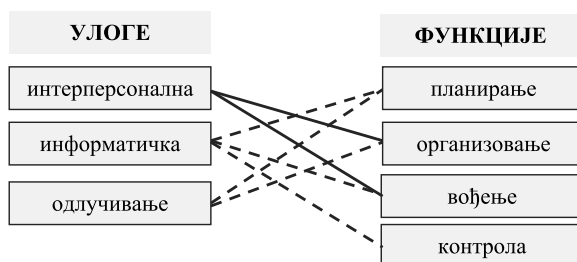 УЛОГЕ
интерперсонална
информатичка
одлучивање
ФУНКЦИЈЕ
планирање
организовање
вођење
контрола